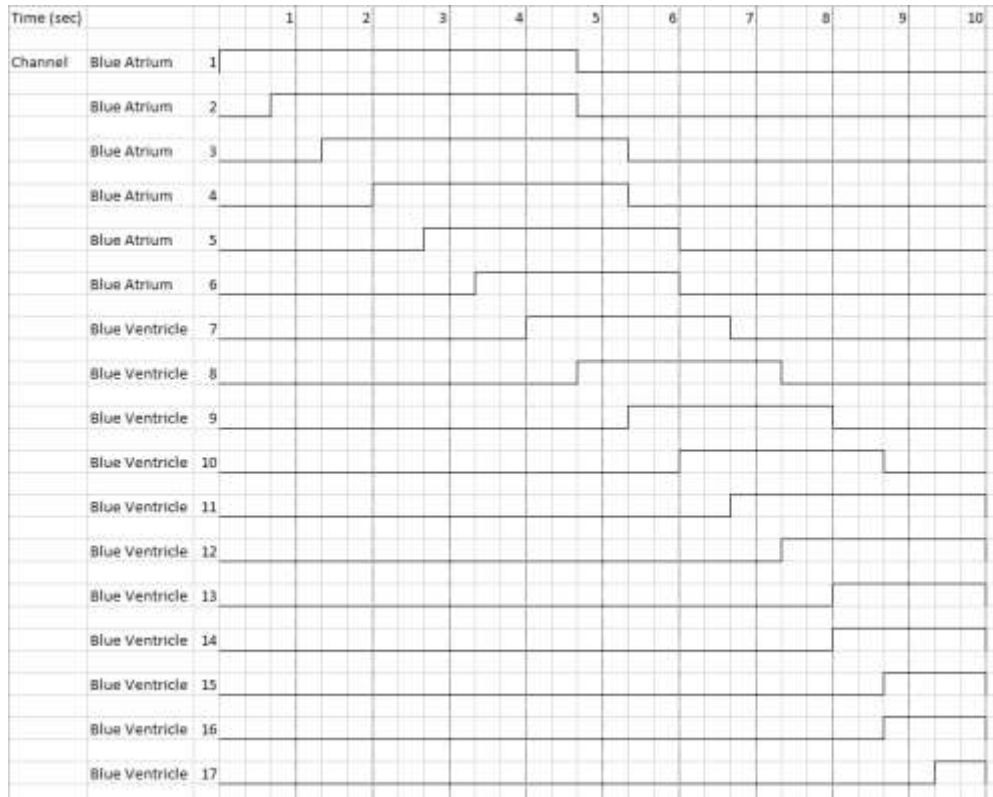 Time (sec) 1 2 3 4 5 6 7 8 9 10
Channel Blue Atrium 1
Blue Atrium 2
Blue Atrium 3
Blue Atrium 4
Blue Atrium 5
Blue Atrium 6
Blue Ventricle 7
Blue Ventricle 8
Blue Ventricle 9
Blue Ventricle 10
Blue Ventricle 11
Blue Ventricle 12
Blue Ventricle 13
Blue Ventricle 14
Blue Ventricle 15
Blue Ventricle 16
Blue Ventricle 17